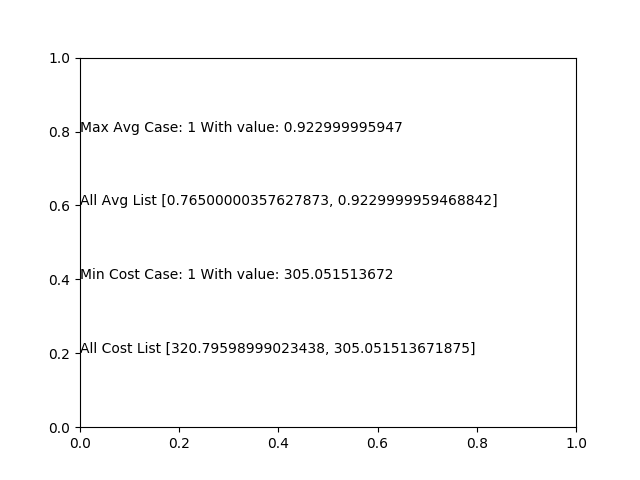 1.0
Max Avg Case: 1 With value: 0.922999995947
0.8
All Avg List [0.76500000357627873, 0.9229999959468842]
0.6
Min Cost Case: 1 With value: 305.051513672
0.4
All Cost List [320.79598999023438, 305.051513671875]
0.2
0.0
0.0 0.2 0.4 0.6 0.8 1.0